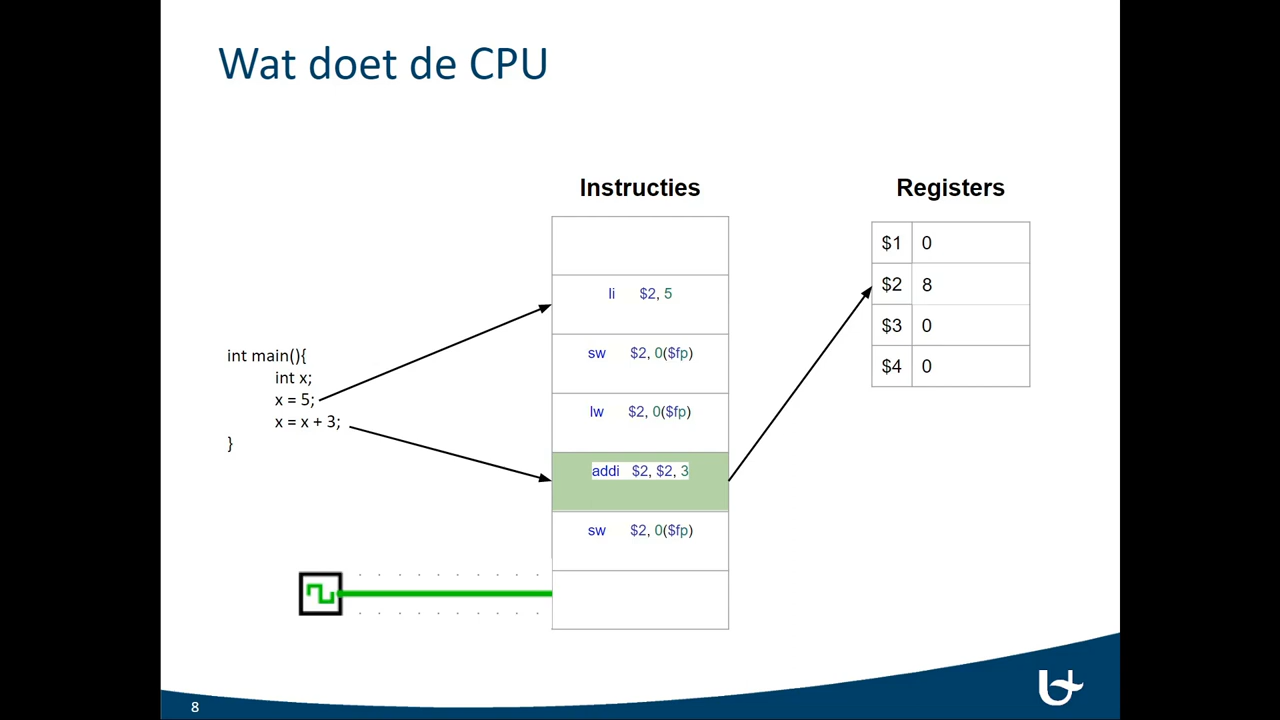 Wat doet de CPU
Instructies
Registers
int main(){
int x;
x = 5;
x = x + 3;
}
li $2, 5
sw $2, 0($fp)
lw $2, 0($fp)
addi $2, $2, 3
sw $2, 0($fp)
$1 0
$2 8
$3 0
$4 0
8